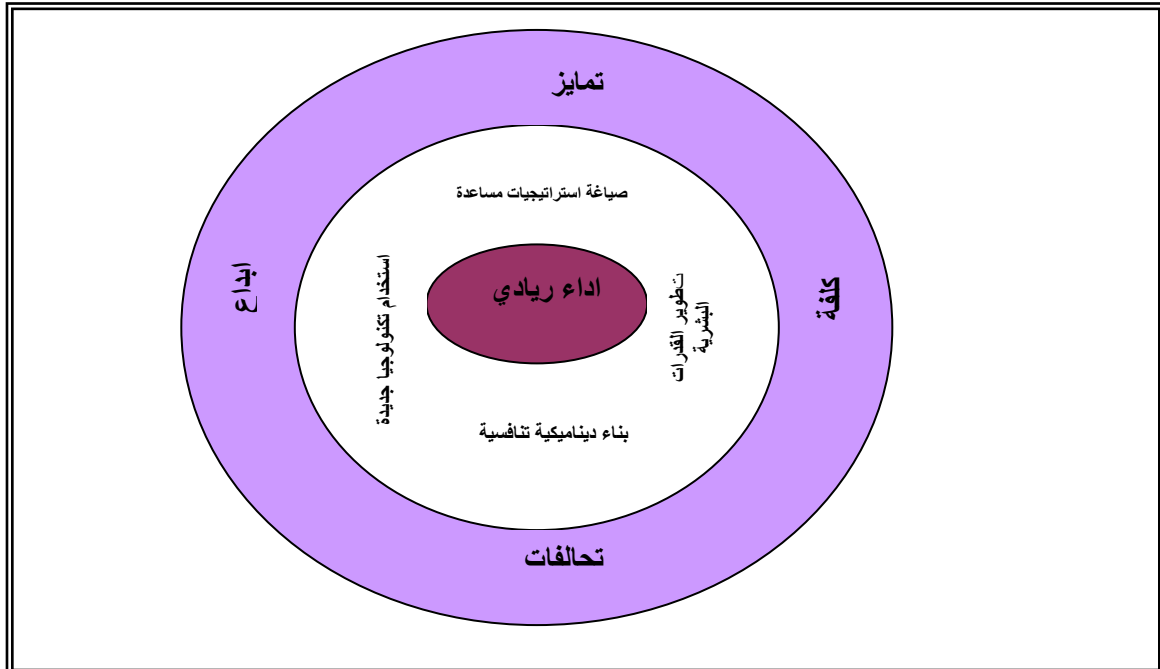 تمايز
صياغة استراتيجيات مساعدة
ابداع
استخدام تكنولوجيا جديدة
اداء ريادي
تطوير القدرات
البشرية
كلفة
بناء ديناميكية تنافسية
تحالفات